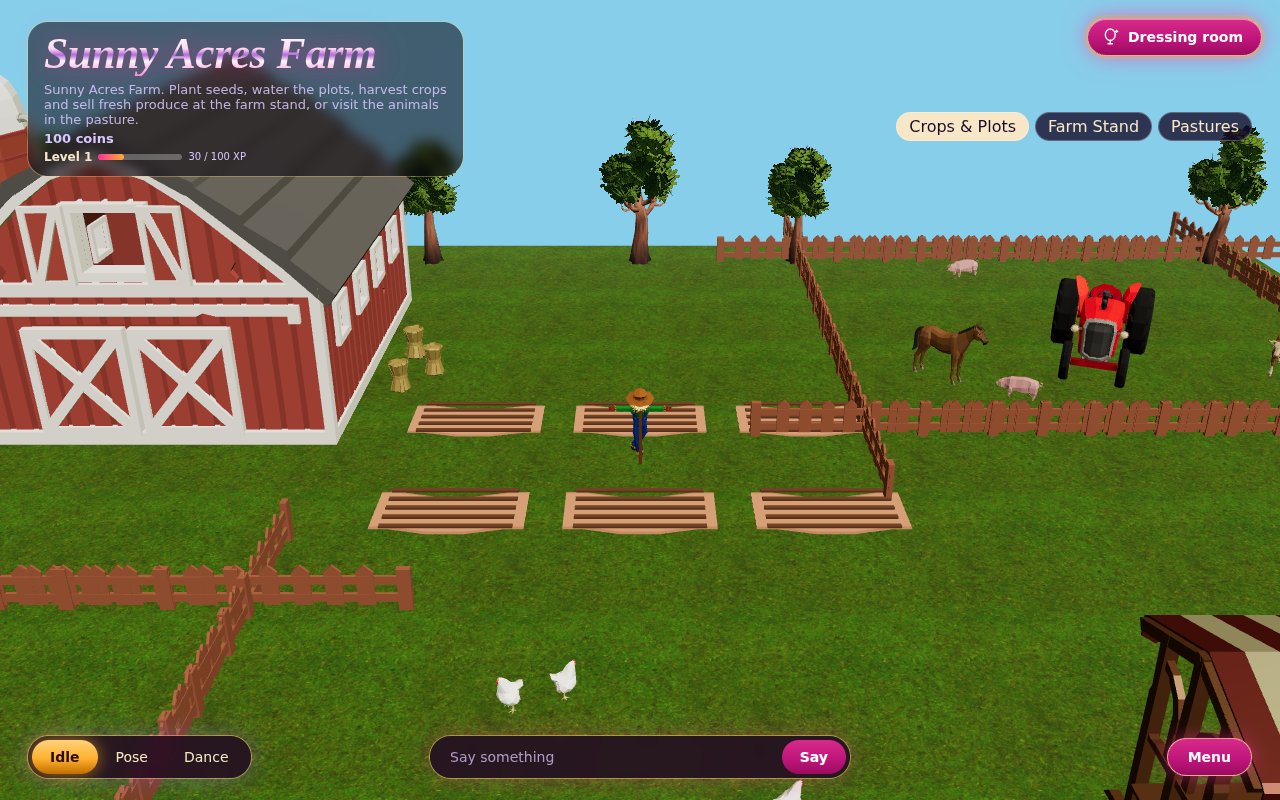 Sunny Acres Farm
Sunny Acres Farm. Plant seeds, water the plots, harvest crops
and sell fresh produce at the farm stand, or visit the animals
in the pasture.
100 coins
Level 1 30 / 100 XP
Dressing room
Crops & Plots Farm Stand Pastures
Idle Pose Dance
Say something Say
Menu